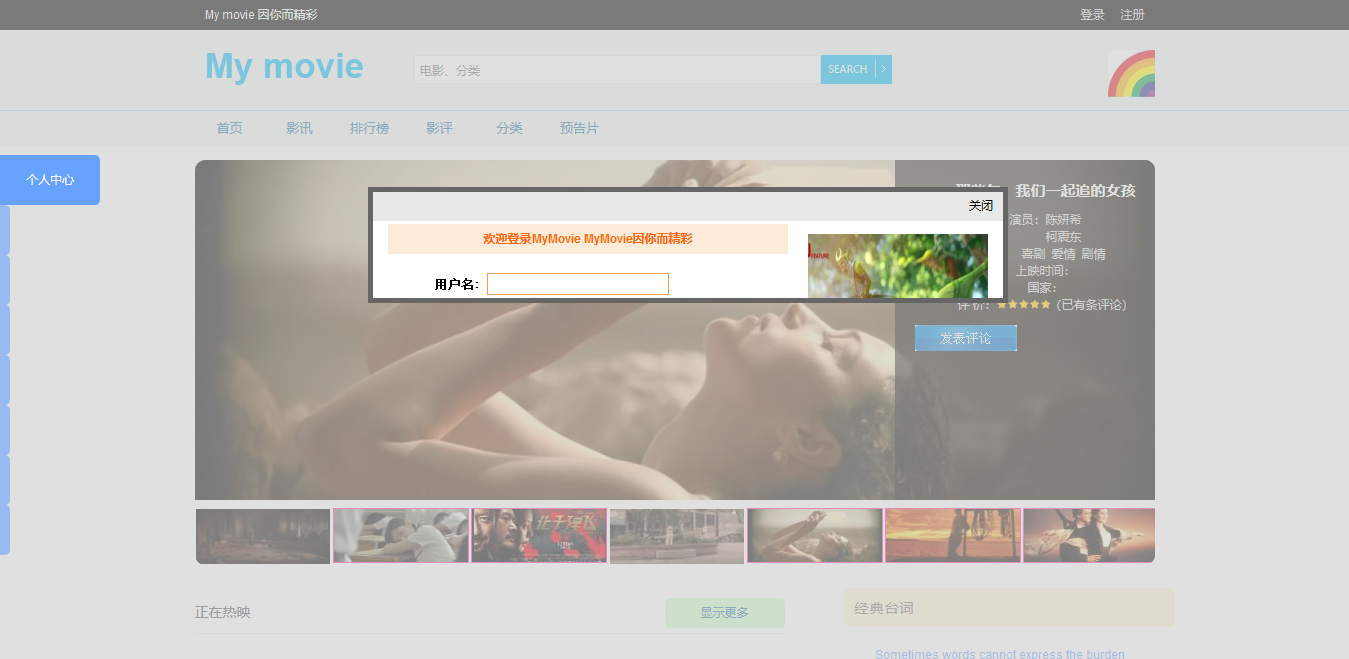 My movie 因你而精彩
登录 注册
My movie
电影、分类
SEARCH
首页 影讯 排行榜 影评 分类 预告片
个人中心
我们一起追的女孩
关闭
演员：陈妍希
欢迎登录MyMovie MyMovie因你而精彩
柯震东
喜剧 爱情 剧情
FEATURE
上映时间：
用户名：
国家：
评价： (已有条评论)
发表评论
正在热映
显示更多
经典台词
Sometimes words cannot express the burden